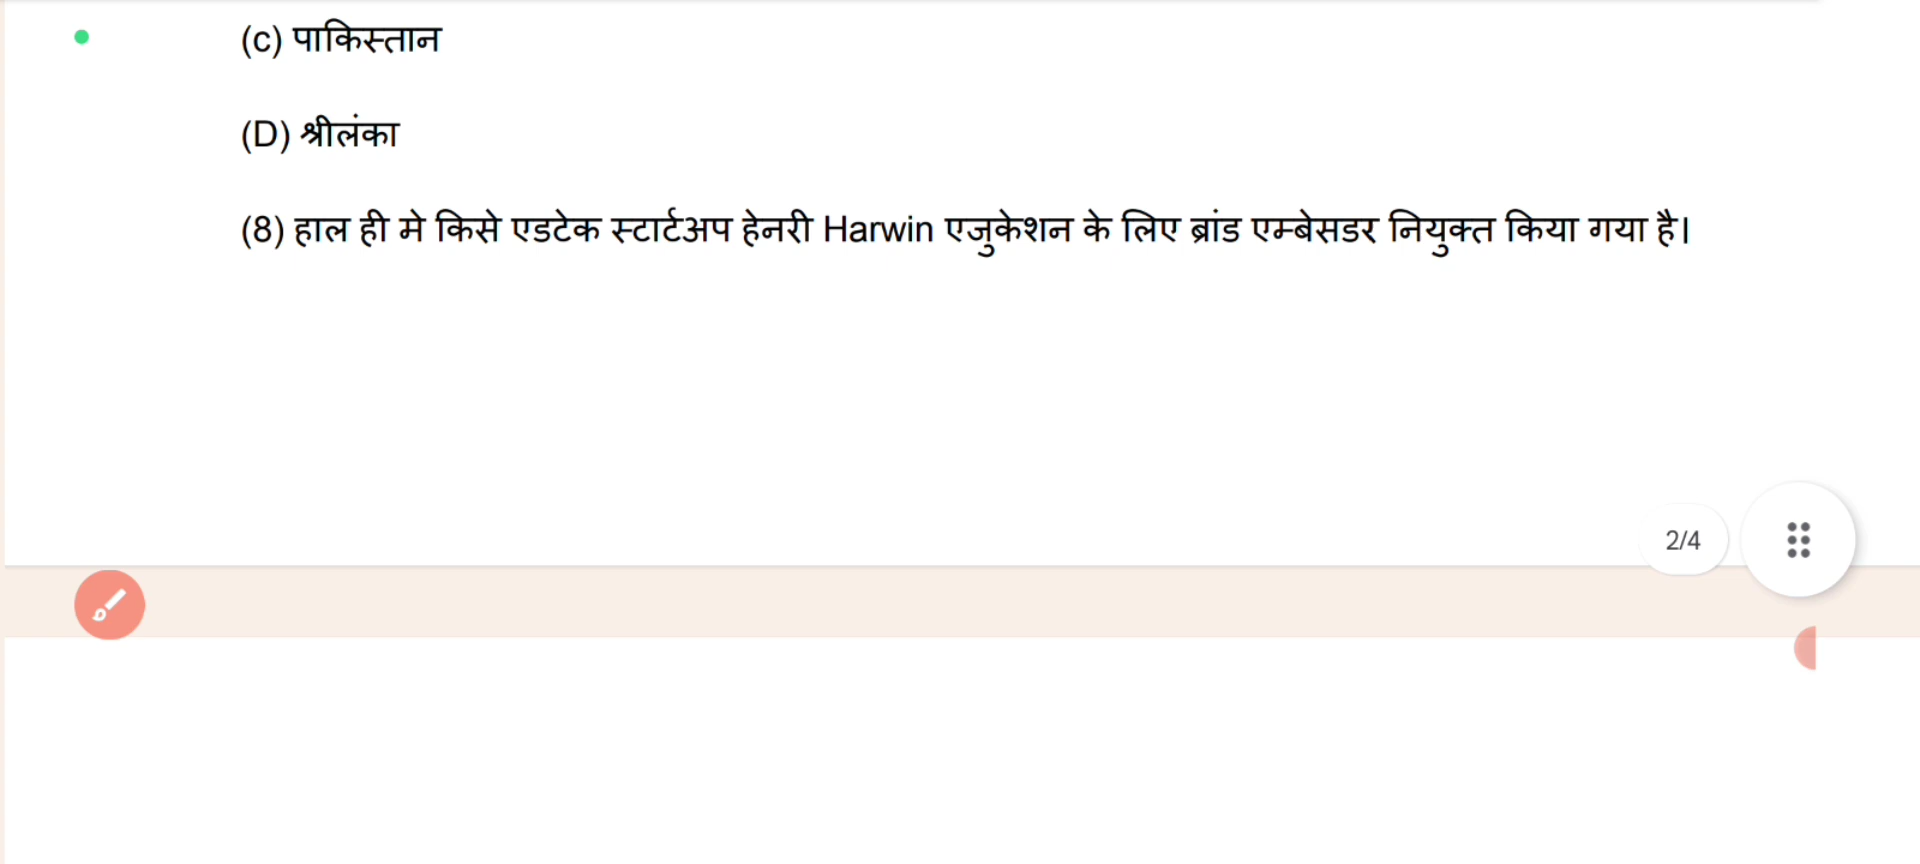 (c) पाकिस्तान
(D) श्रीलंका
(8) हाल ही मे किसे एडटेक स्टार्टअप हेनरी Harwin एजुकेशन के लिए ब्रांड एम्बेसडर नियुक्त किया गया है।
2/4